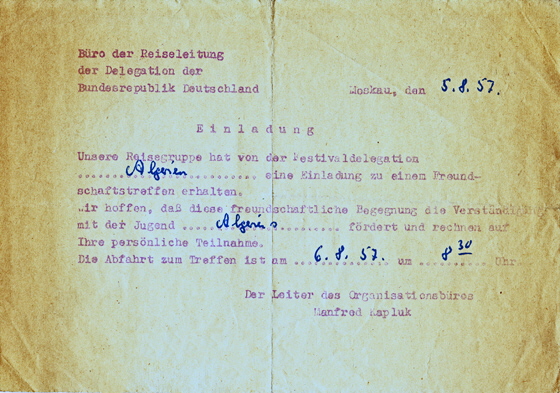 Büro der Reiseleitung
der Delegation der
Bundesrepublik Deutschland
Moskau, den 5.8.57.
Einladung
Unsere Reisegruppe hat von der Festivaldelegation
Algerien eine Einladung zu einem Freund-
schaftstreffen erhalten.
Wir hoffen, daß diese freundschaftliche Begegnung die Verständig
mit der Jugend Algeriens fördert und rechnen auf
Ihre persönliche Teilnahme.
Die Abfahrt zum Treffen ist am 6.8.57. um 8 30 Uhr.
Der Leiter des Organisationsbüros
Manfred Kapluk